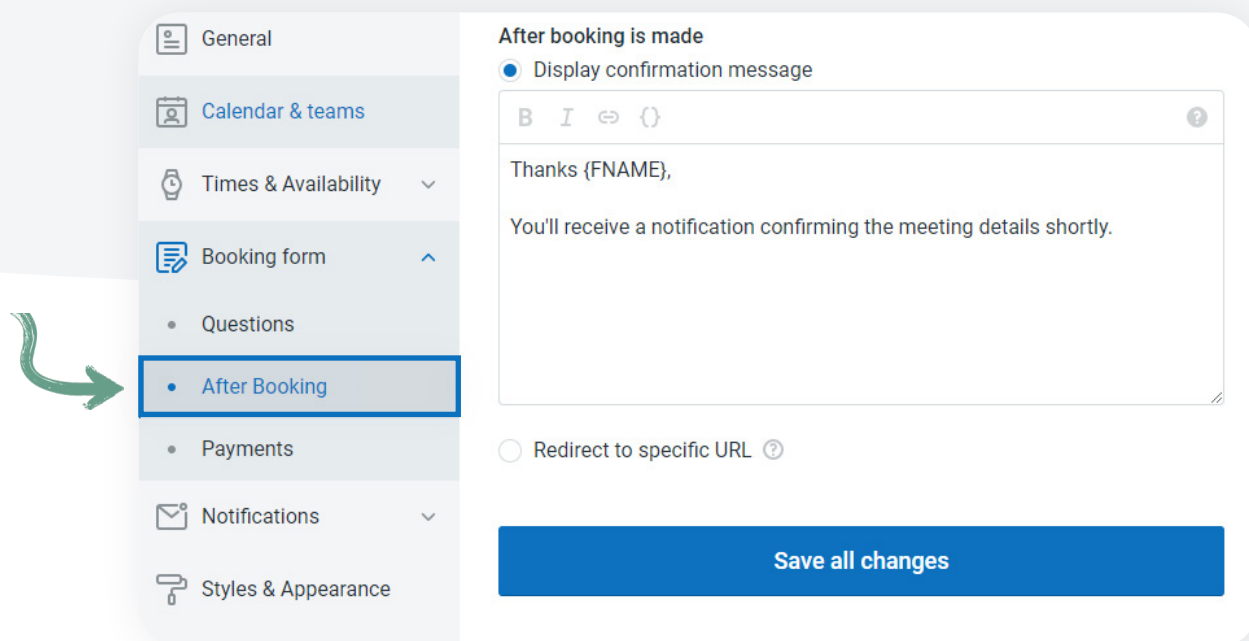 General
Calendar & teams
Times & Availability
Booking form
Questions
After Booking
Payments
Notifications
Styles & Appearance
After booking is made
Display confirmation message
B I {} ?
Thanks {FNAME},
You'll receive a notification confirming the meeting details shortly.
Redirect to specific URL ?
Save all changes